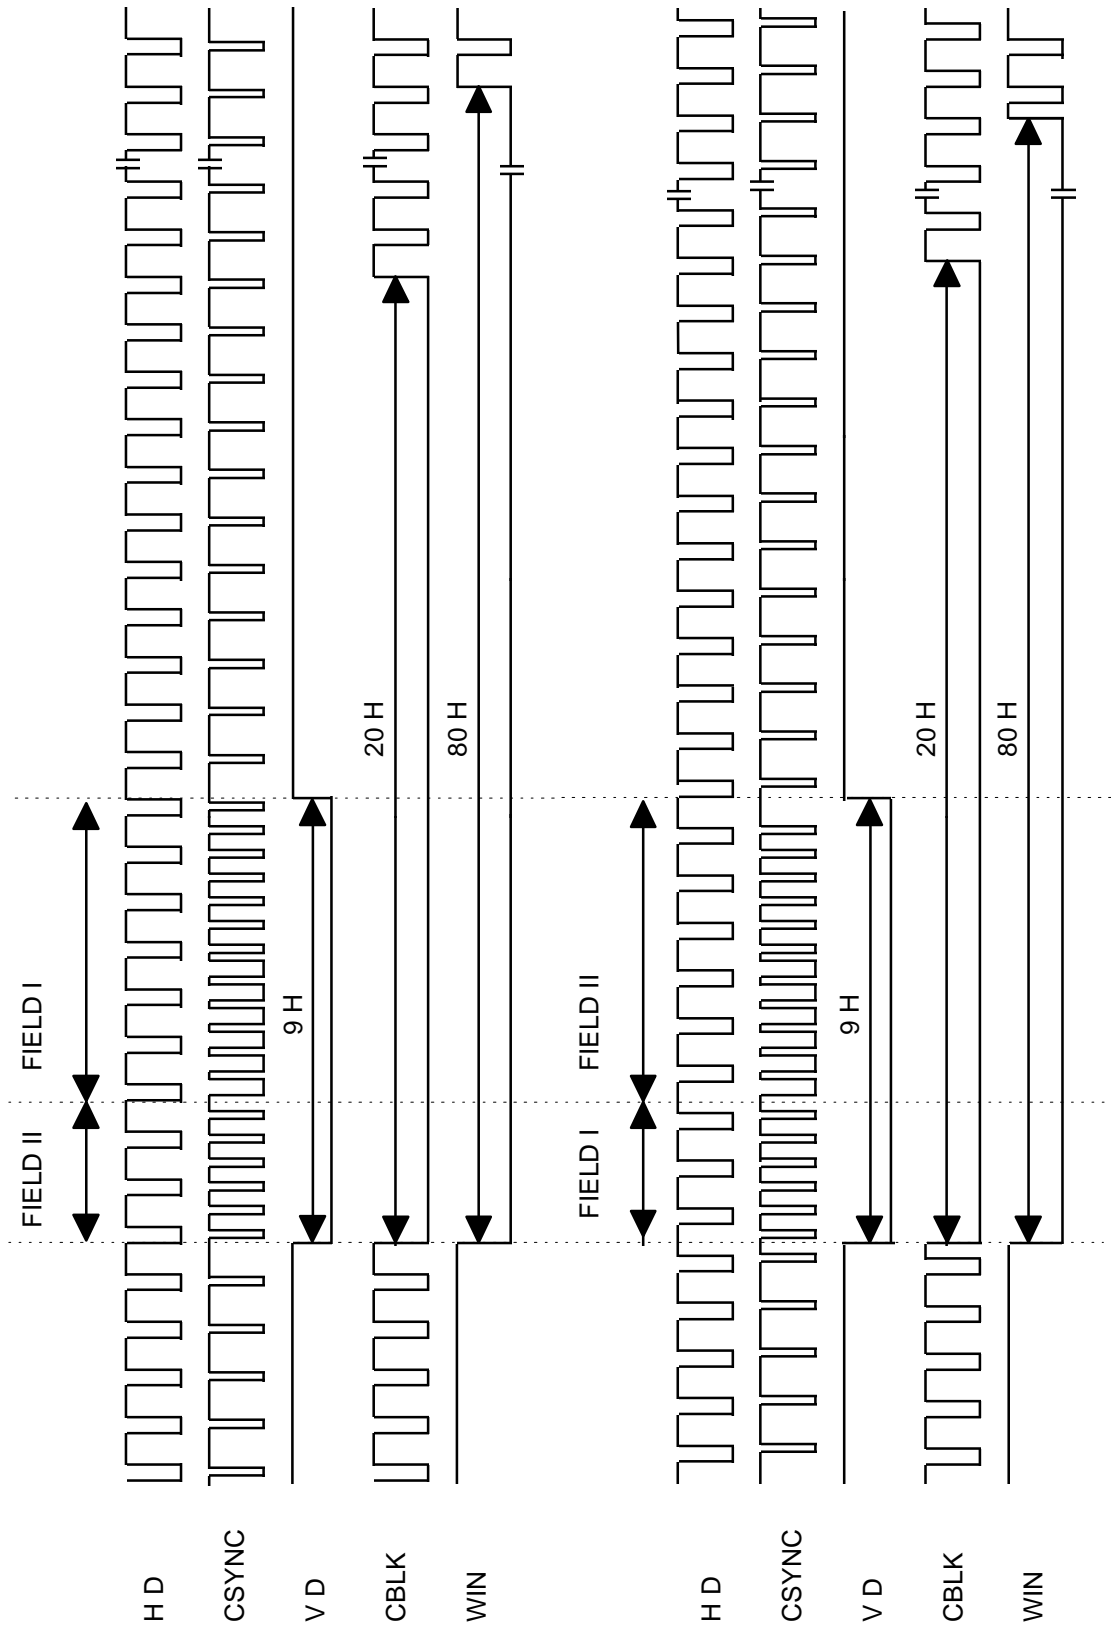 FIELD II
FIELD I
H D
CSYNC
9 H
V D
20 H
CBLK
80 H
WIN
FIELD I
FIELD II
H D
CSYNC
9 H
V D
20 H
CBLK
80 H
WIN